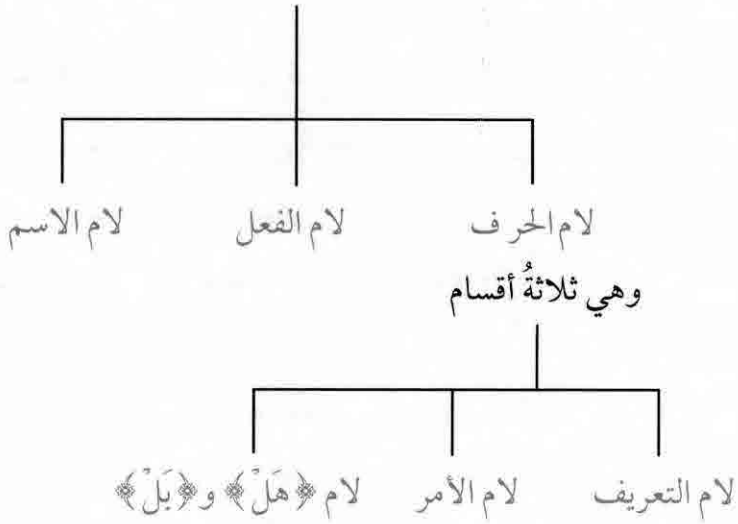 لام الحرف لام الفعل لام الاسم
وهي ثلاثةُ أقسام
لام التعريف لام الأمر لام ﴿هَلْ﴾ و﴿بَلْ﴾